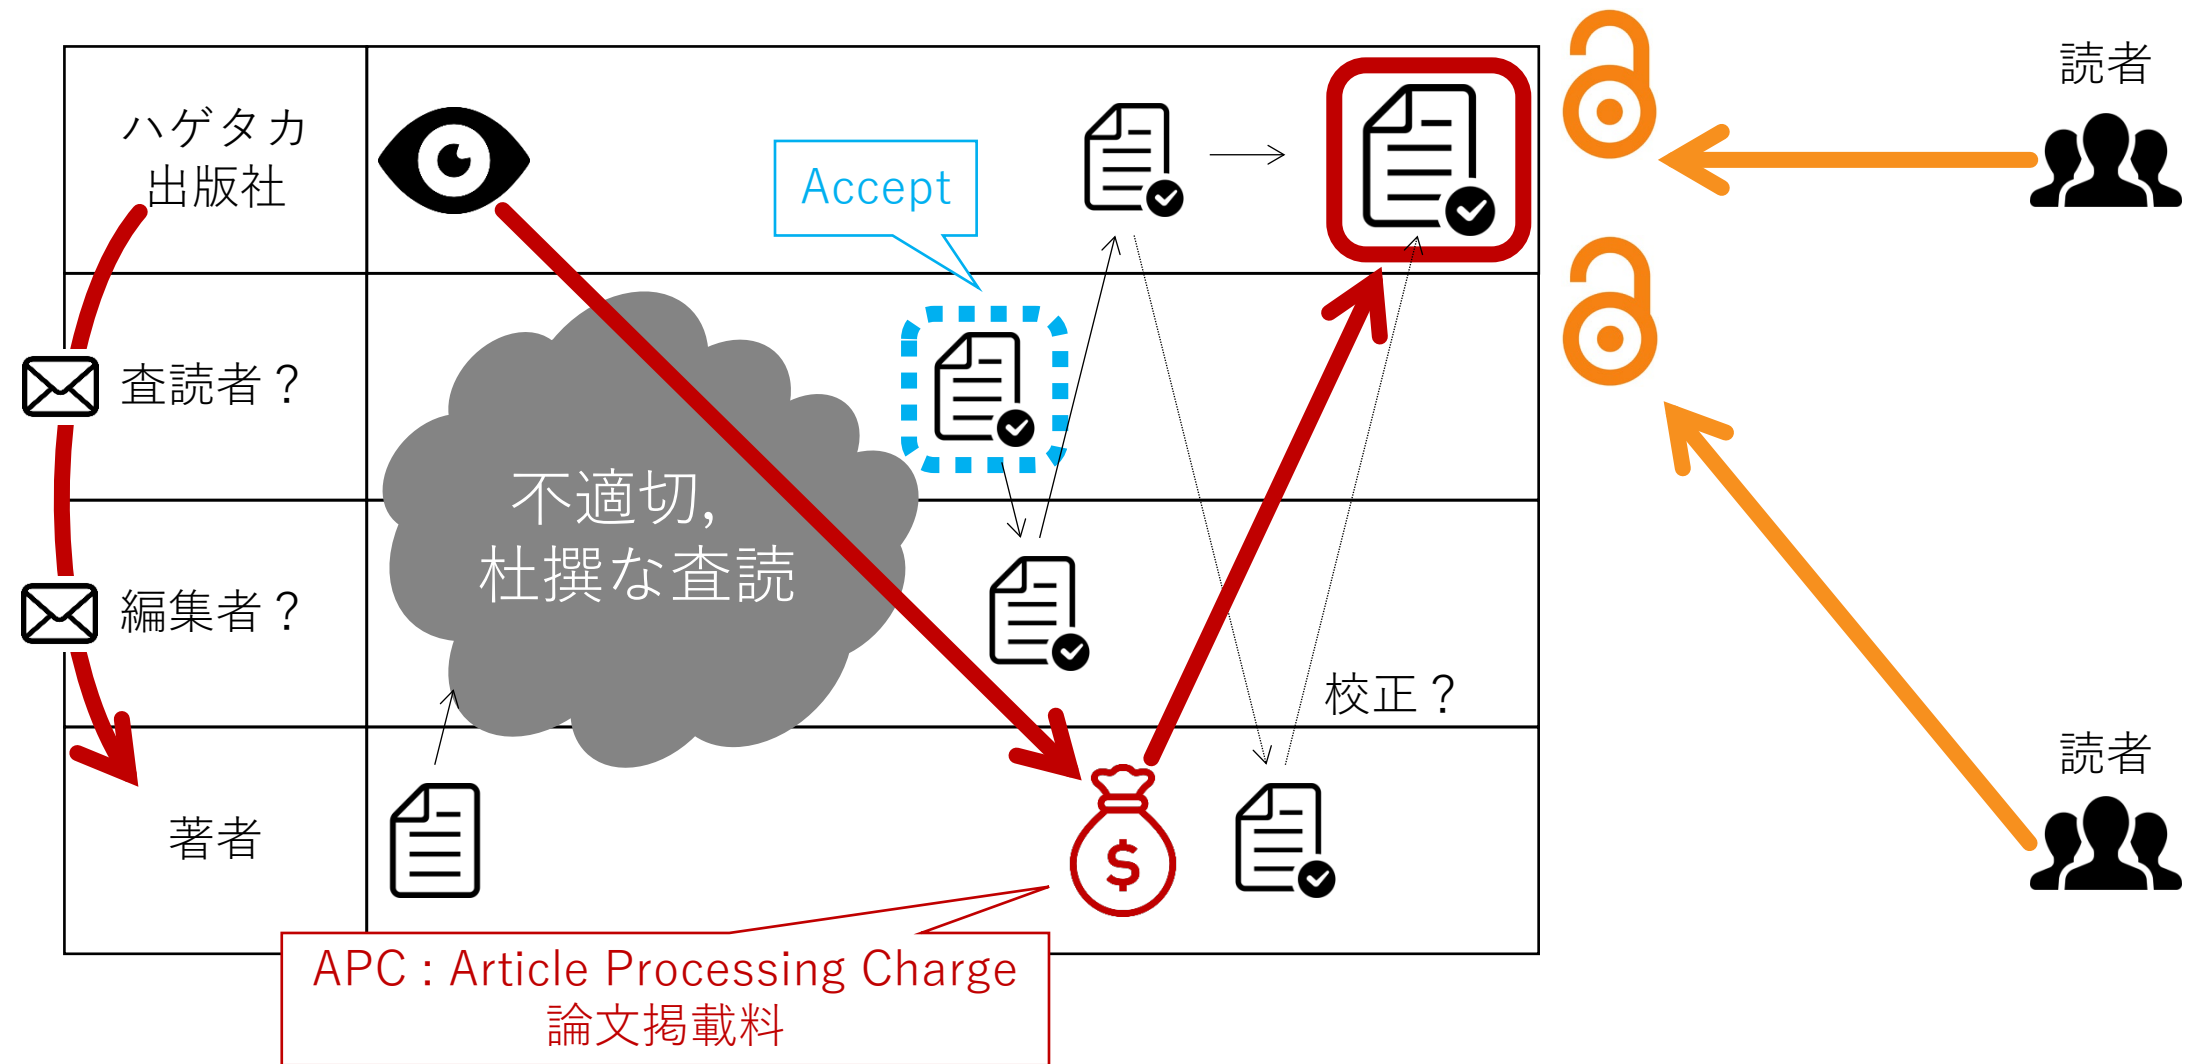 ハゲタカ
出版社
Accept
読者
査読者？
不適切,
杜撰な査読
編集者？
校正？
読者
著者
$
APC : Article Processing Charge
論文掲載料